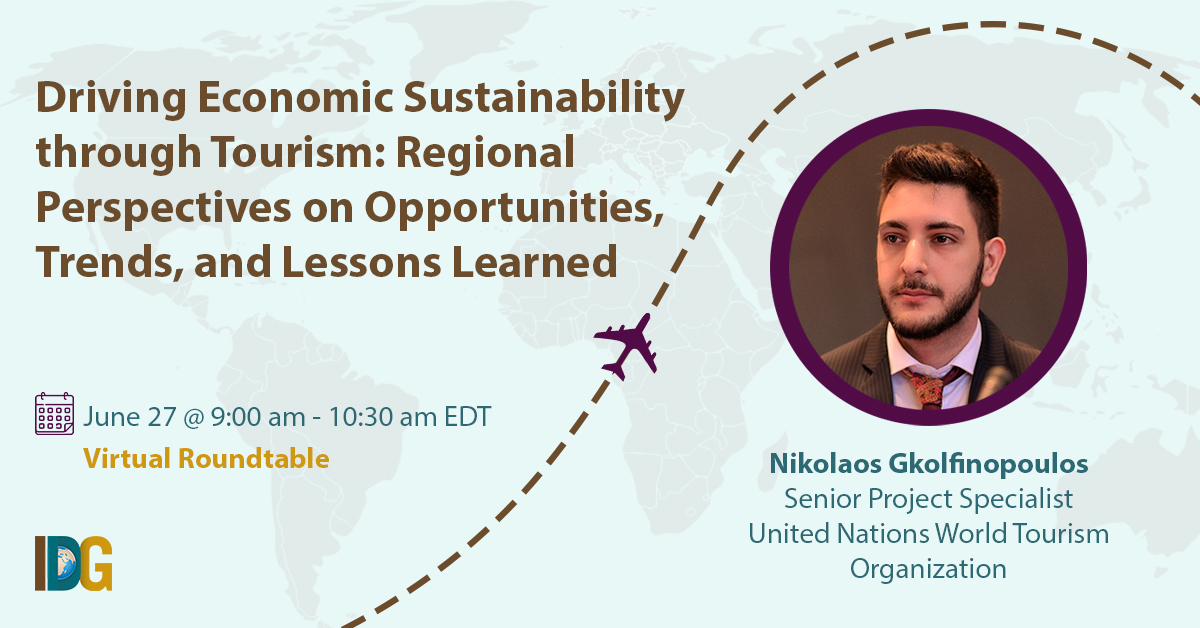 Driving Economic Sustainability
through Tourism: Regional
Perspectives on Opportunities,
Trends, and Lessons Learned
June 27 @ 9:00 am - 10:30 am EDT
Virtual Roundtable
IDG
Nikolaos Gkolfinopoulos
Senior Project Specialist
United Nations World Tourism
Organization